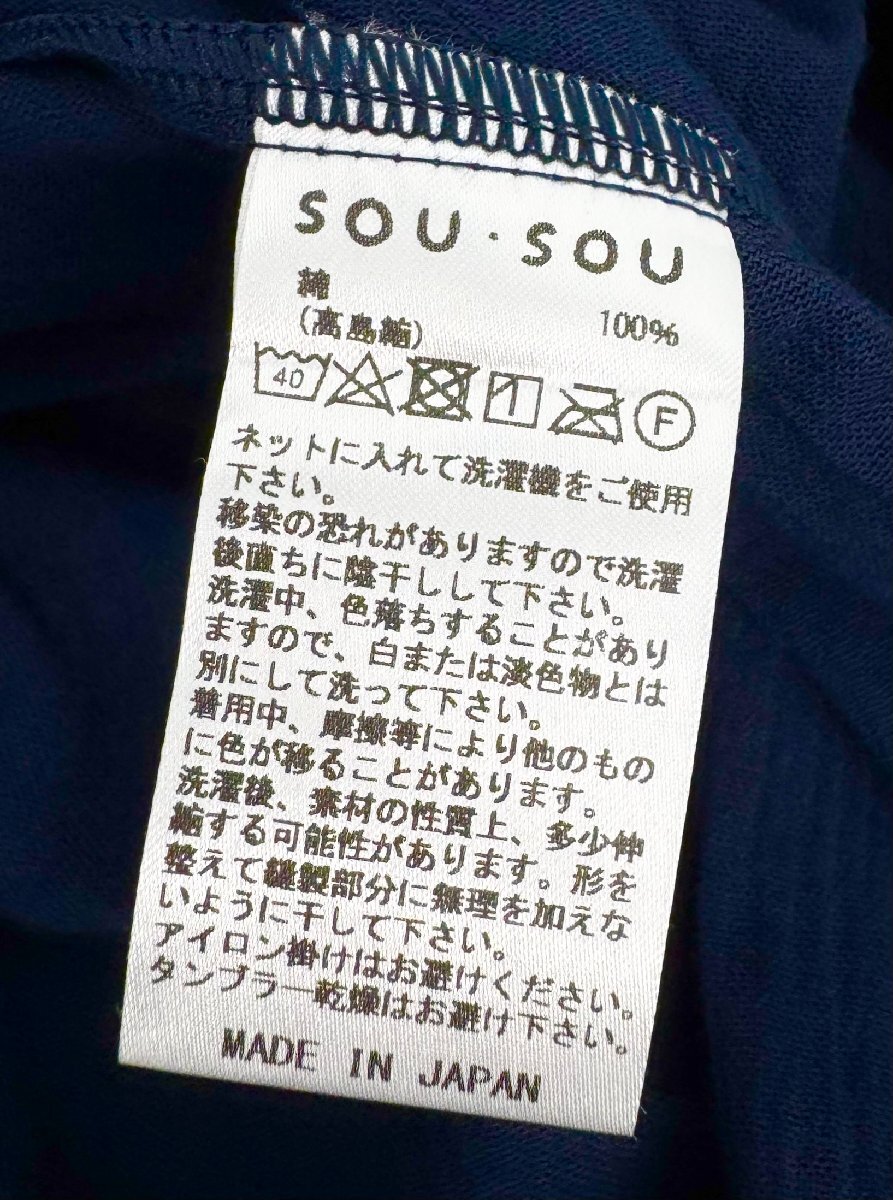 SOU・SOU
綿 100%
(高島縮)
40 F
ネットに入れて洗濯機をご使用
下さい。
移染の恐れがありますので洗濯
後直ちに陰干しして下さい。
洗濯中、色落ちすることがあり
ますので、白または淡色物とは
別にして洗って下さい。
着用中、摩擦等により他のもの
に色が移ることがあります。
洗濯後、素材の性質上、多少伸
縮する可能性があります。形を
整えて縫製部分に無理を加えな
いように干して下さい。
アイロン掛けはお避けください。
タンブラー乾燥はお避け下さい。
MADE IN JAPAN